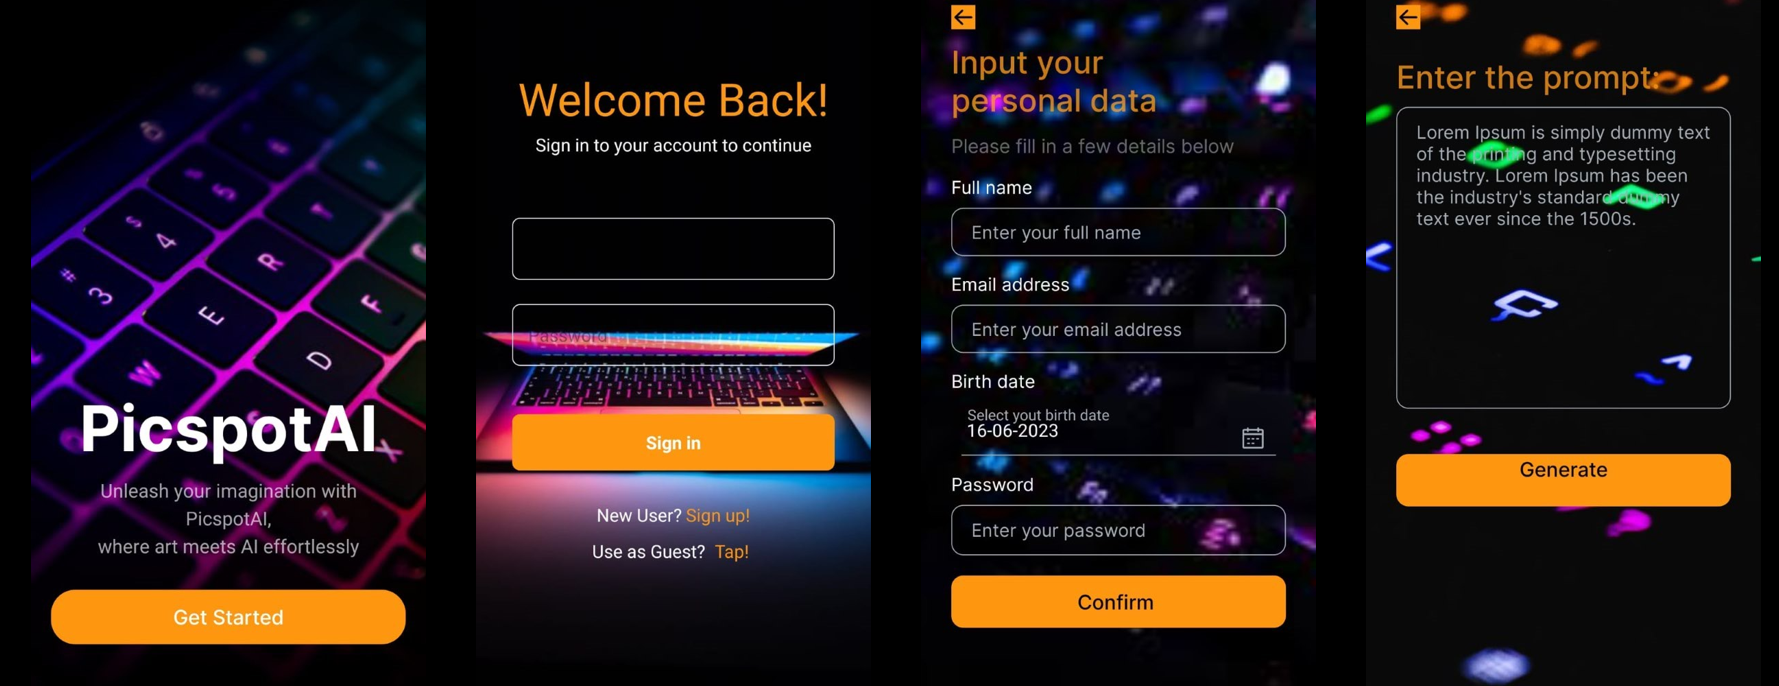 PicspotAI
Unleash your imagination with
PicspotAI,
where art meets AI effortlessly
Get Started
Welcome Back!
Sign in to your account to continue
Password
Sign in
New User? Sign up!
Use as Guest? Tap!
Input your
personal data
Please fill in a few details below
Full name
Enter your full name
Email address
Enter your email address
Birth date
Select yout birth date
16-06-2023
Password
Enter your password
Confirm
Enter the prompt:
Lorem Ipsum is simply dummy text
of the printing and typesetting
industry. Lorem Ipsum has been
the industry's standard dummy
text ever since the 1500s.
Generate